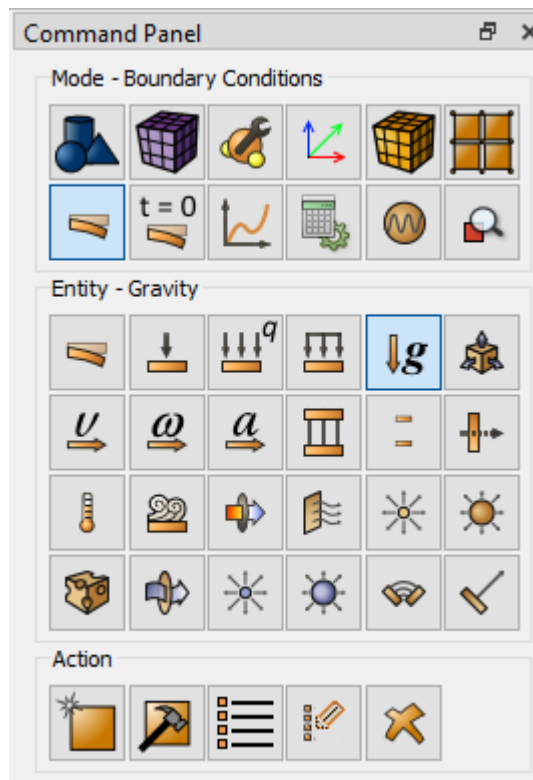 Command Panel
Mode - Boundary Conditions
t = 0
Entity - Gravity
q
g
υ
ω
a
Action